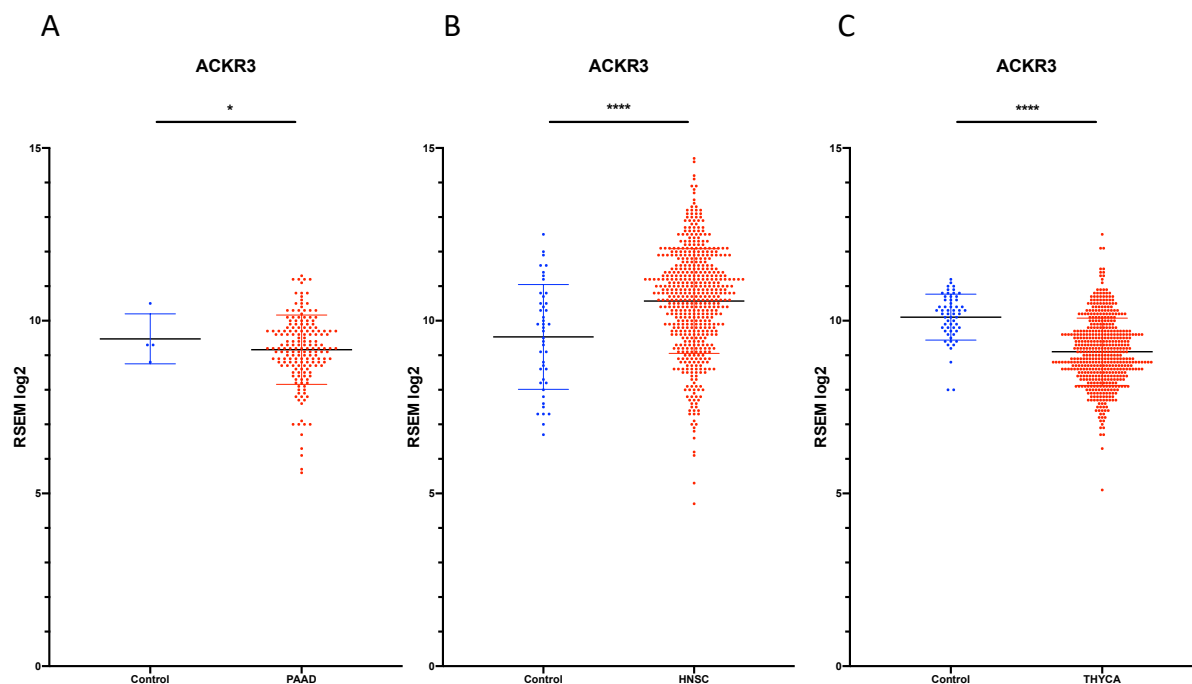 A
ACKR3
*
RSEM log2
15
10
5
0
Control
PAAD
B
ACKR3
****
RSEM log2
15
10
5
0
Control
HNSC
C
ACKR3
****
RSEM log2
15
10
5
0
Control
THYCA